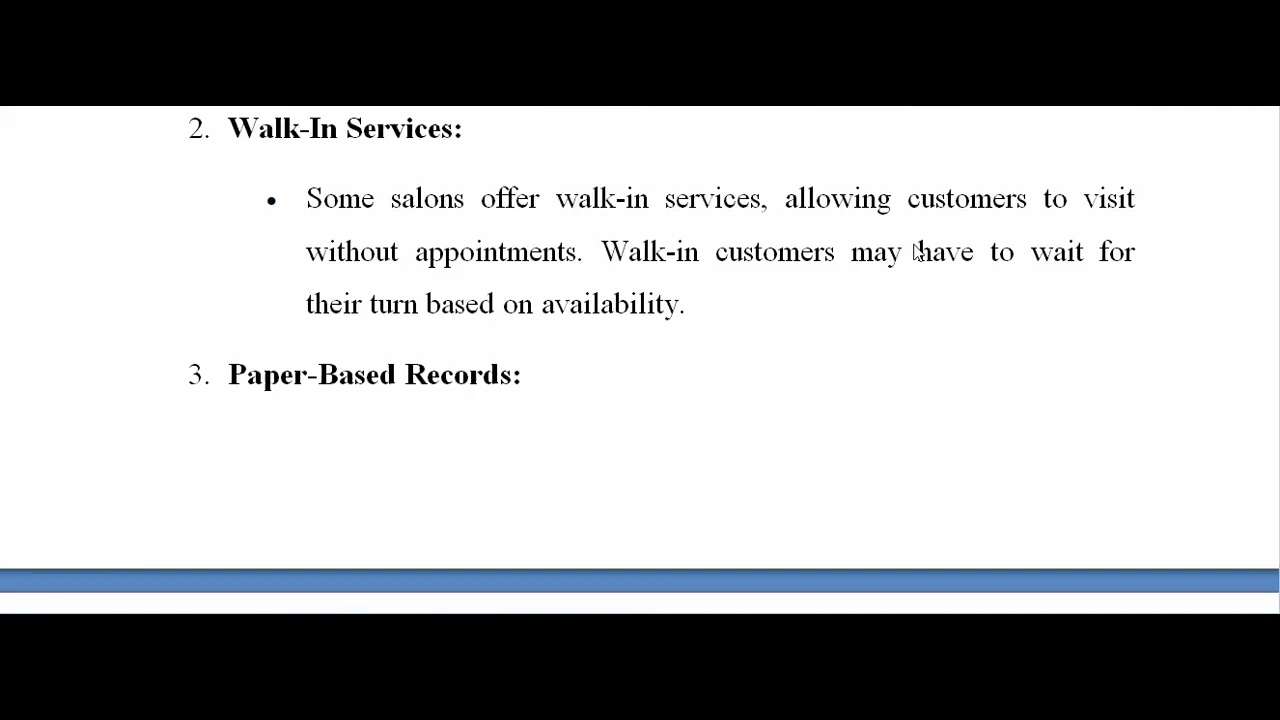 2. Walk-In Services:
• Some salons offer walk-in services, allowing customers to visit
without appointments. Walk-in customers may have to wait for
their turn based on availability.
3. Paper-Based Records: